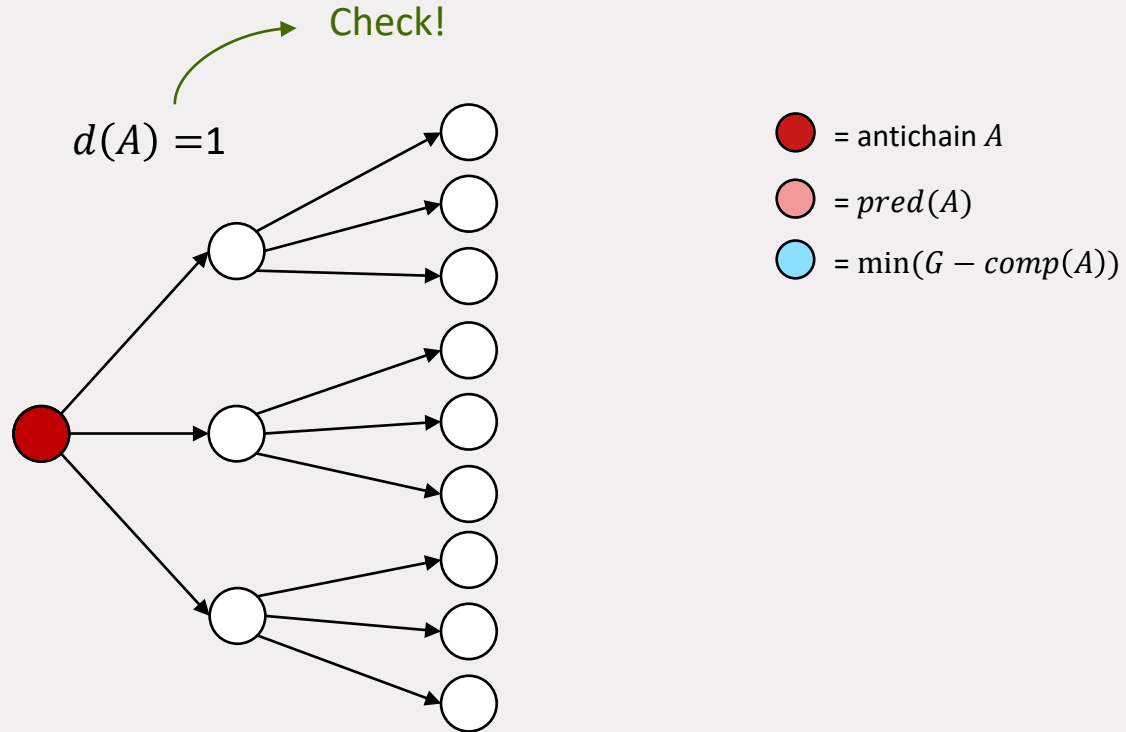 Check!
d(A) =1
= antichain A
= pred(A)
= min(G − comp(A))